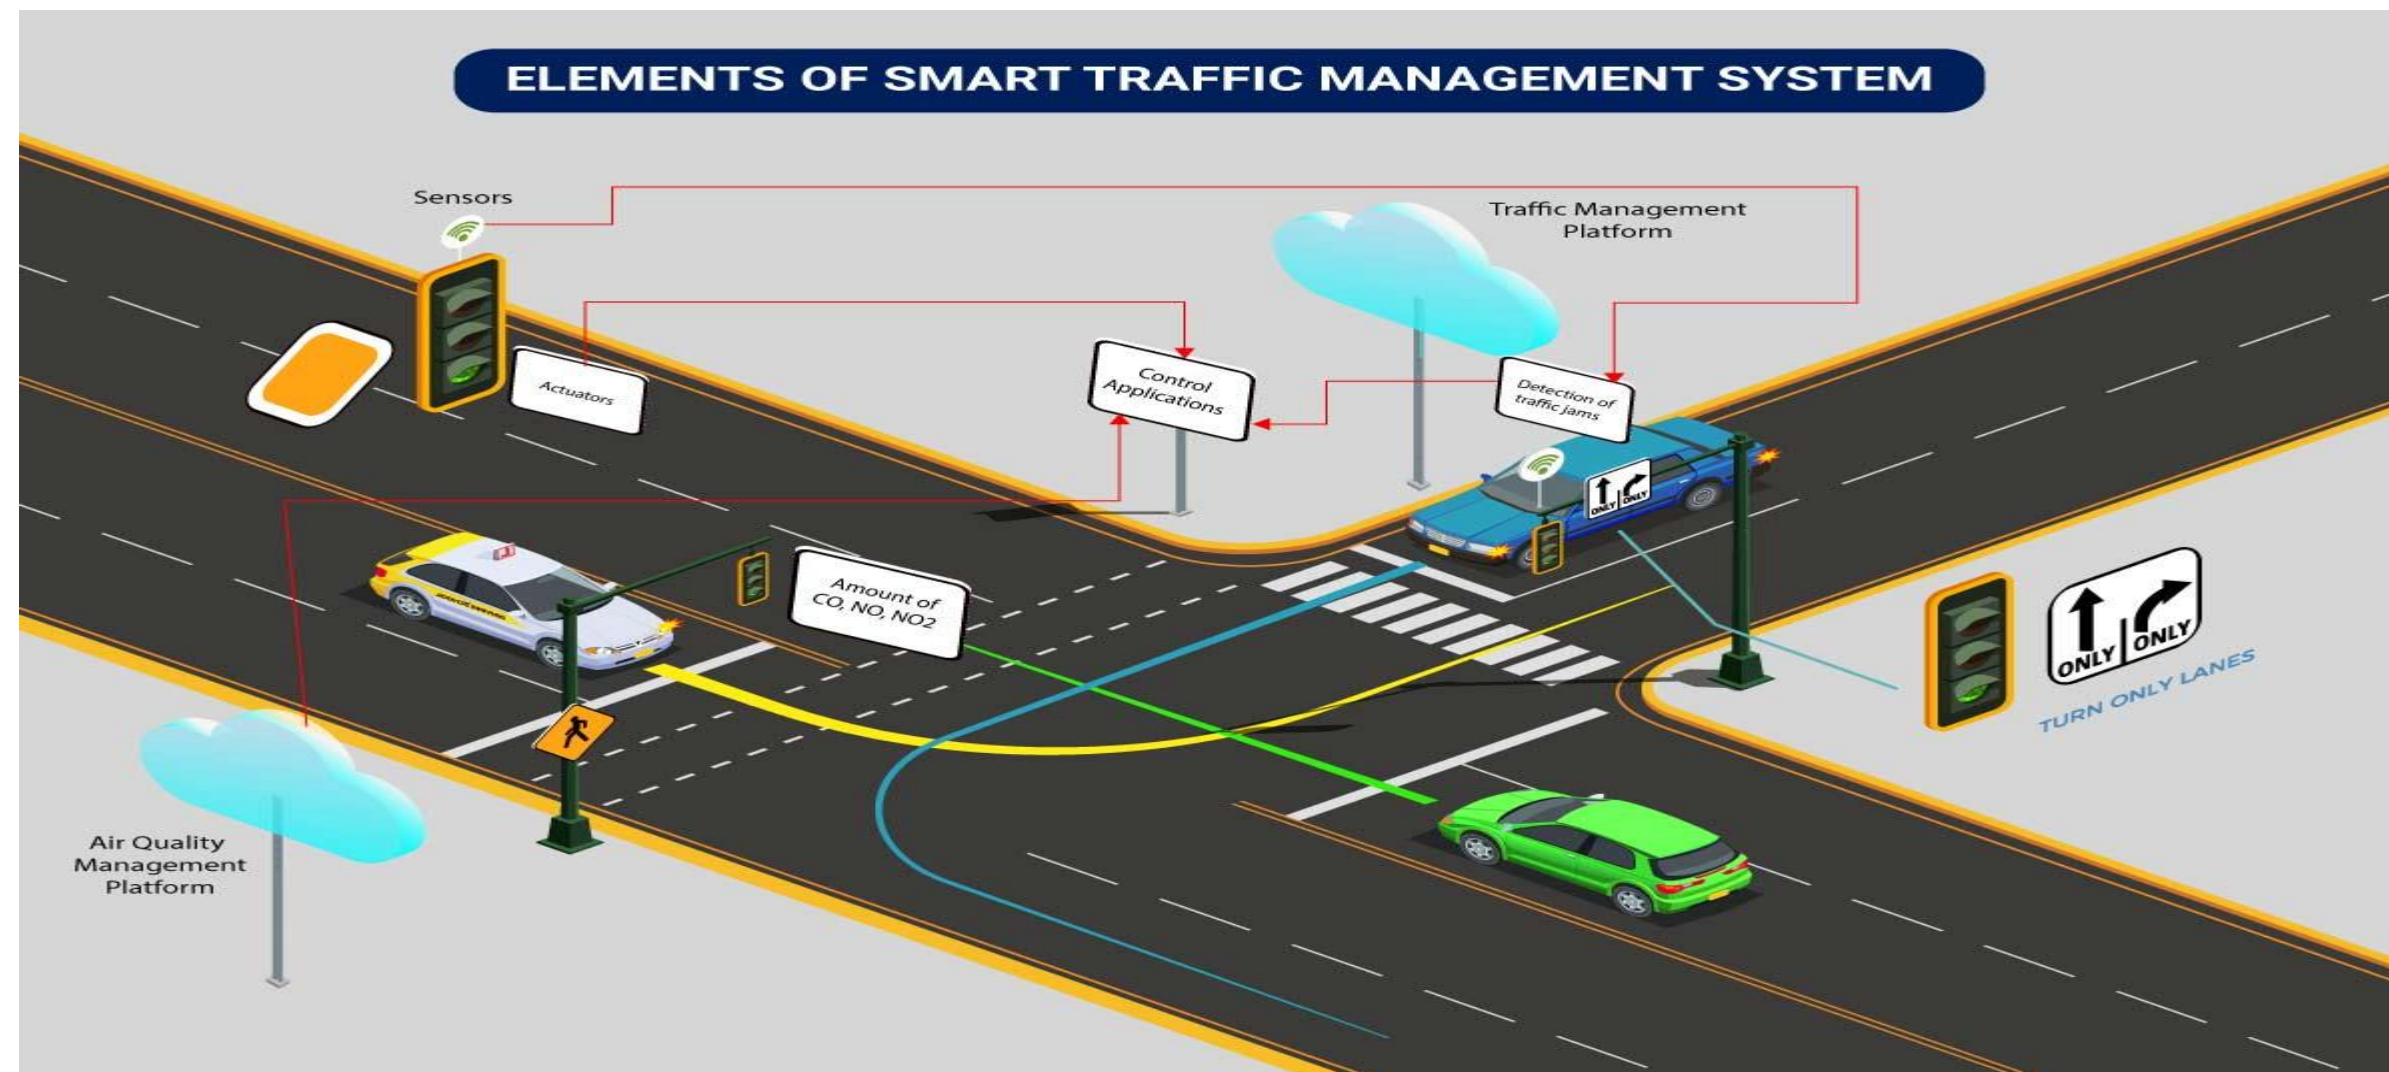 ELEMENTS OF SMART TRAFFIC MANAGEMENT SYSTEM
Sensors
Traffic Management
Platform
Actuators
Control
Applications
Detection of
traffic jams
ONLY ONLY
Amount of
CO, NO, NO2
ONLY ONLY
TURN ONLY LANES
Air Quality
Management
Platform